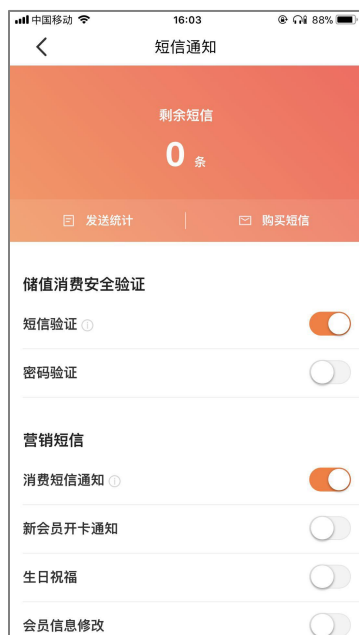 中国移动 16:03 88%
短信通知
剩余短信
0 条
发送统计 购买短信
储值消费安全验证
短信验证
密码验证
营销短信
消费短信通知
新会员开卡通知
生日祝福
会员信息修改